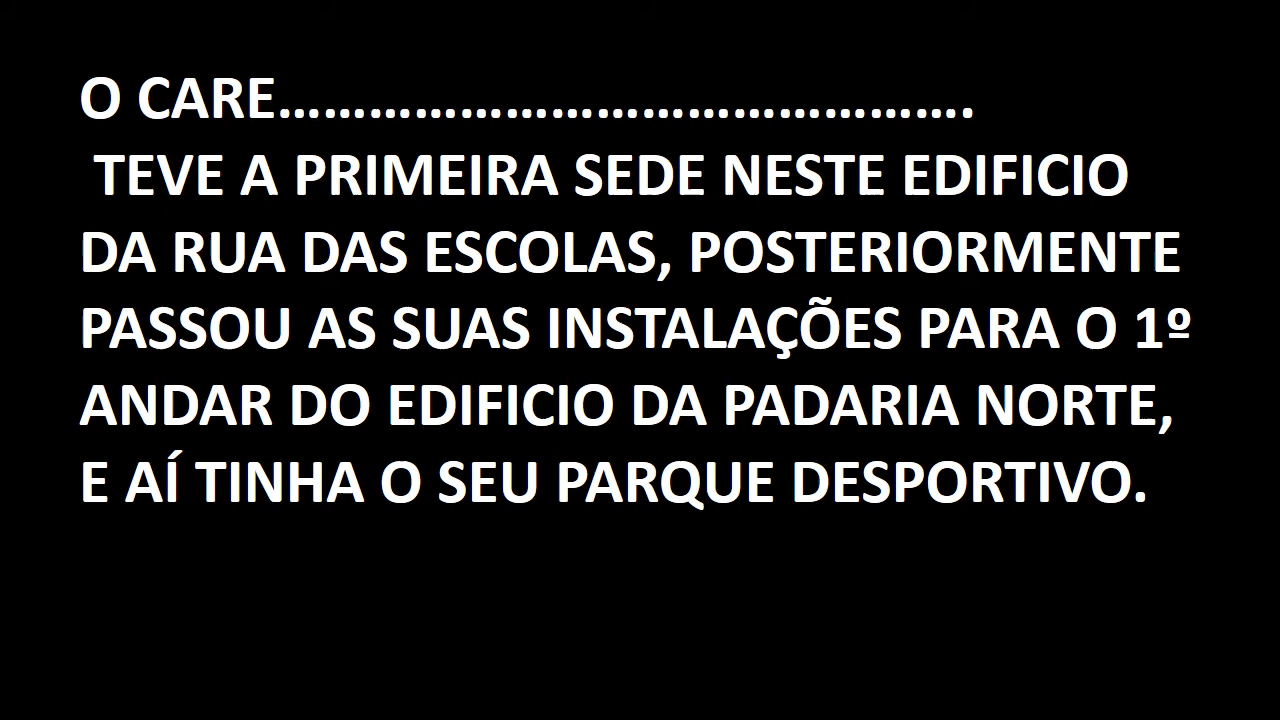 O CARE……………………………………….
TEVE A PRIMEIRA SEDE NESTE EDIFICIO
DA RUA DAS ESCOLAS, POSTERIORMENTE
PASSOU AS SUAS INSTALAÇÕES PARA O 1º
ANDAR DO EDIFICIO DA PADARIA NORTE,
E AÍ TINHA O SEU PARQUE DESPORTIVO.